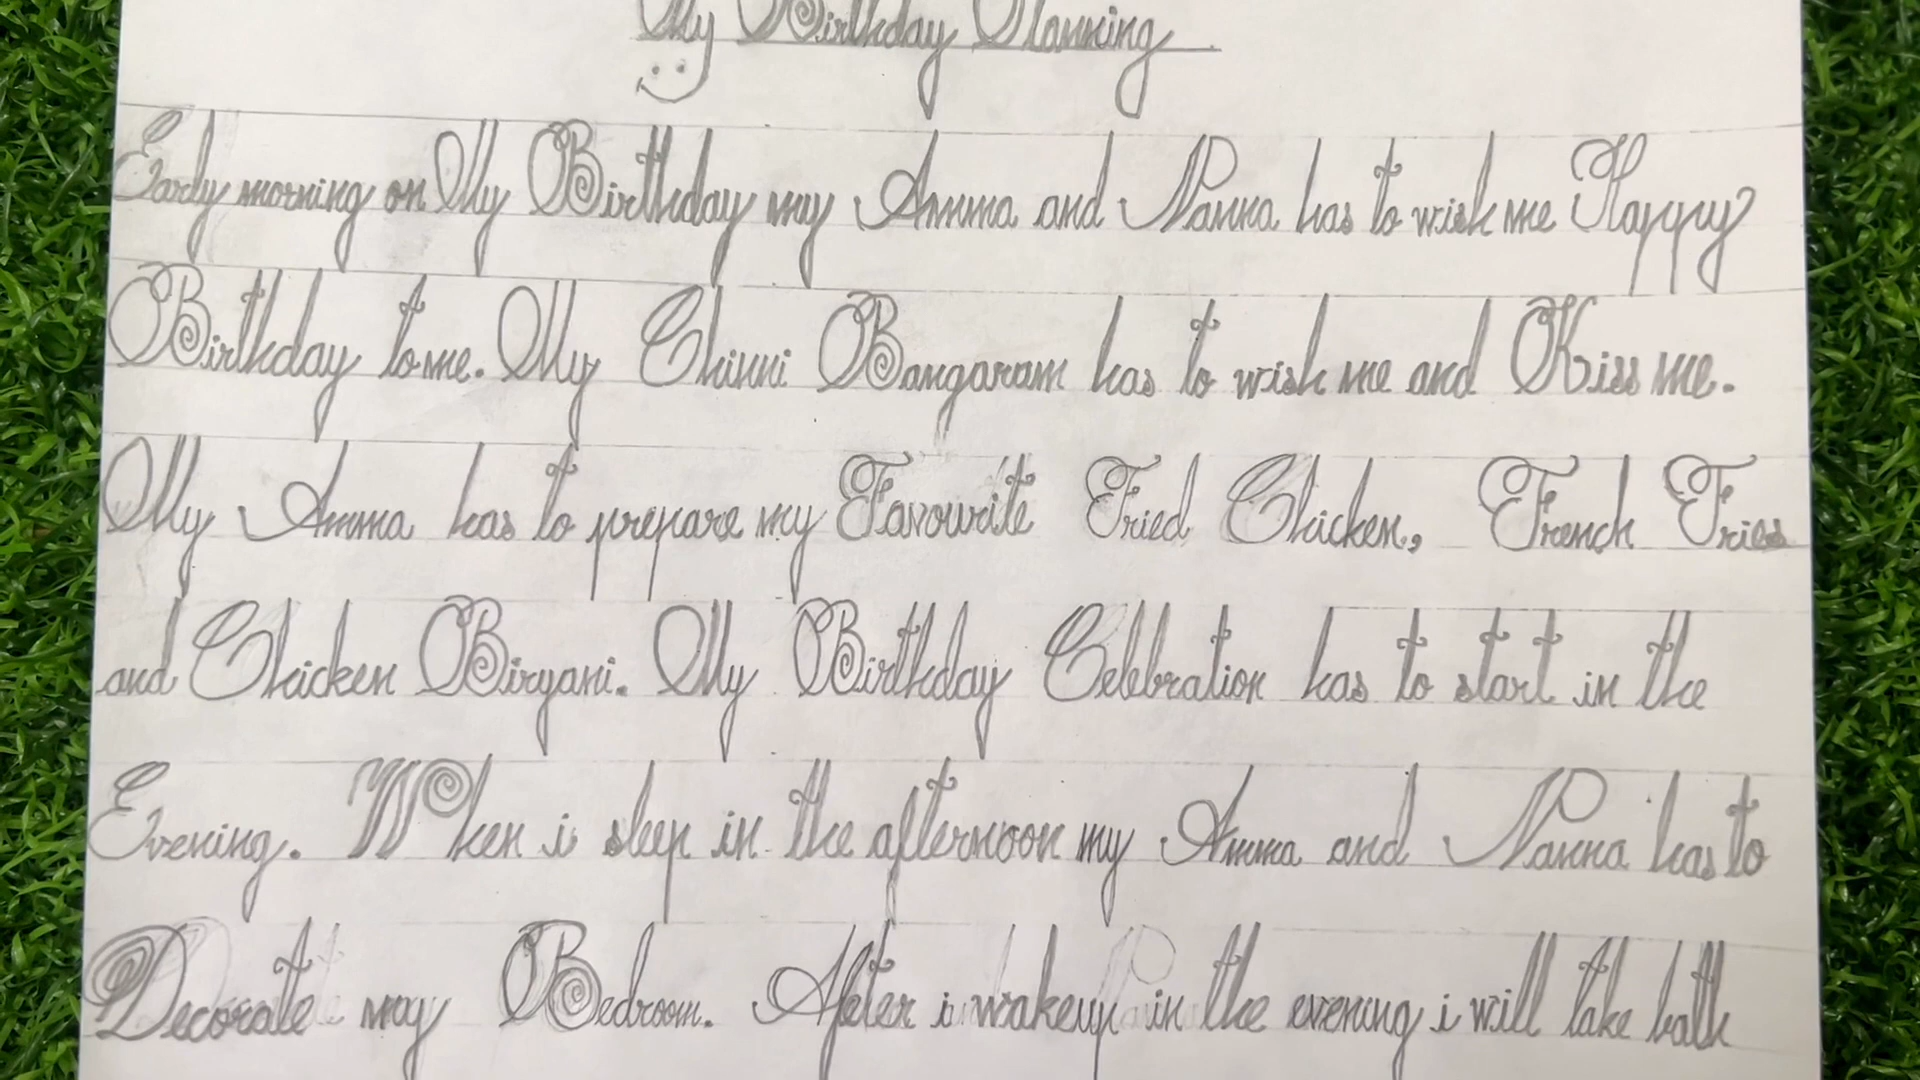 My Birthday Planning
Early morning on My Birthday my Amma and Nanna has to wish me Happy
Birthday to me. My Chinni Bangaram has to wish me and Kiss me.
My Amma has to prepare my Favourite Fried Chicken, French Fries
and Chicken Biryani. My Birthday Celebration has to start in the
Evening. When i sleep in the afternoon my Amma and Nanna has to
Decorate my Bedroom. After i wakeup in the evening i will take bath